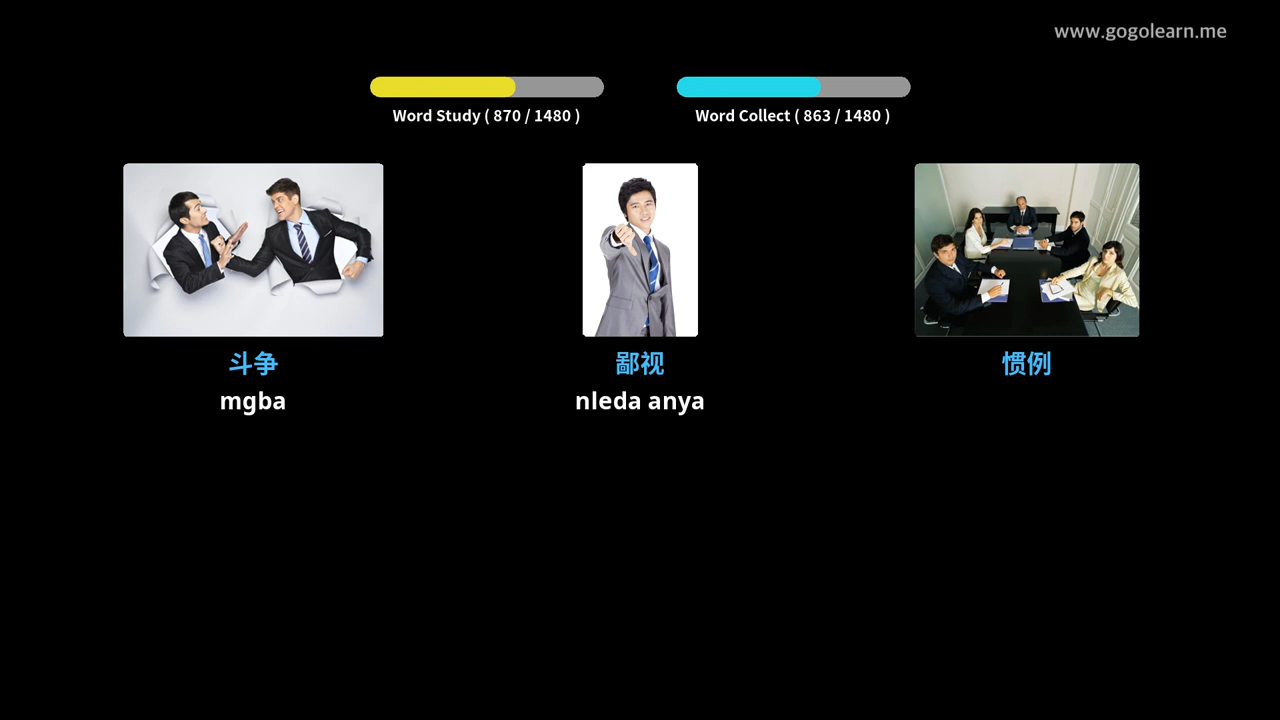 www.gogolearn.me
Word Study ( 870 / 1480 )
Word Collect ( 863 / 1480 )
斗争
鄙视
惯例
mgba
nleda anya